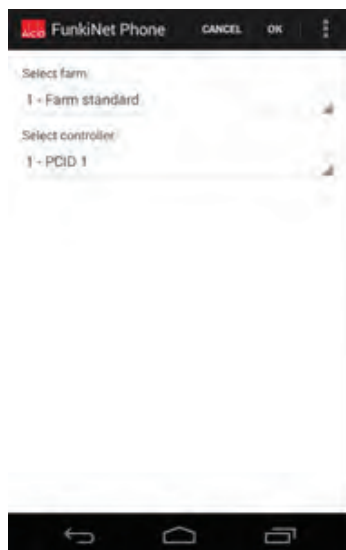 FunkiNet Phone CANCEL OK
Select farm
1 - Farm standard
Select controller
1 - PCID 1